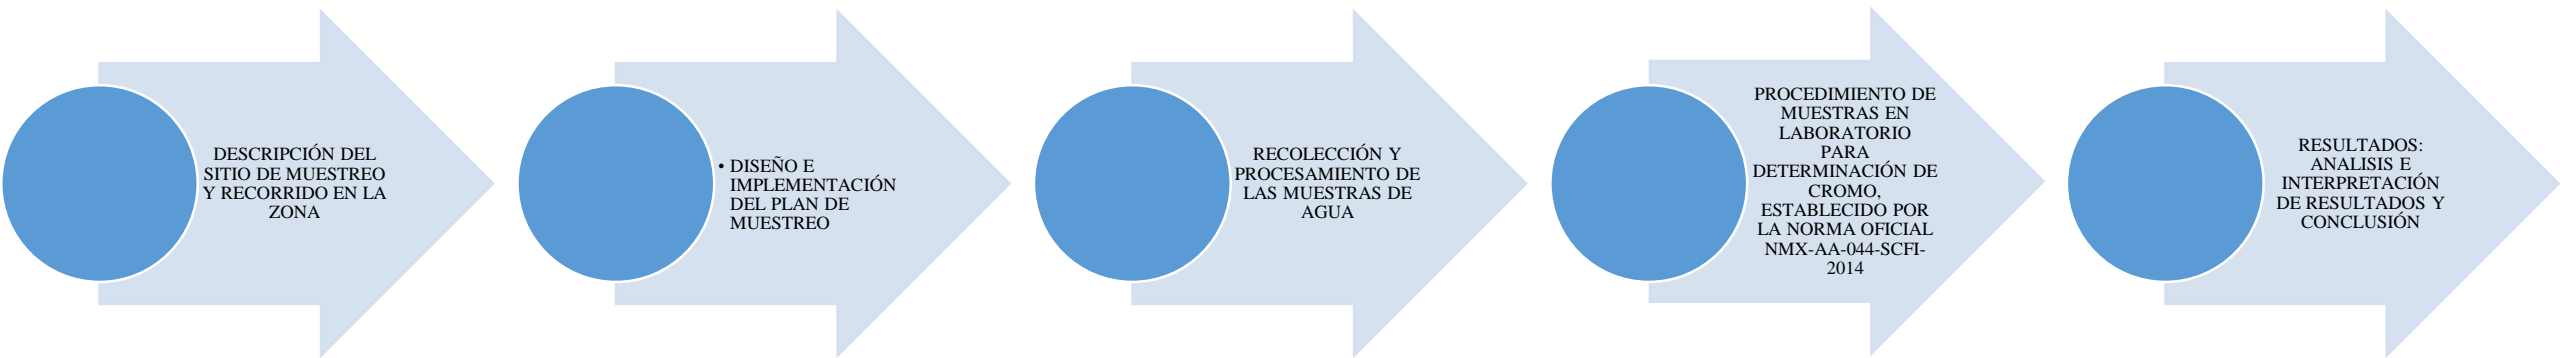 DESCRIPCIÓN DEL
SITIO DE MUESTREO
Y RECORRIDO EN LA
ZONA
• DISEÑO E
IMPLEMENTACIÓN
DEL PLAN DE
MUESTREO
RECOLECCIÓN Y
PROCESAMIENTO DE
LAS MUESTRAS DE
AGUA
PROCEDIMIENTO DE
MUESTRAS EN
LABORATORIO
PARA
DETERMINACIÓN DE
CROMO,
ESTABLECIDO POR
LA NORMA OFICIAL
NMX-AA-044-SCFI-
2014
RESULTADOS:
ANALISIS E
INTERPRETACIÓN
DE RESULTADOS Y
CONCLUSIÓN